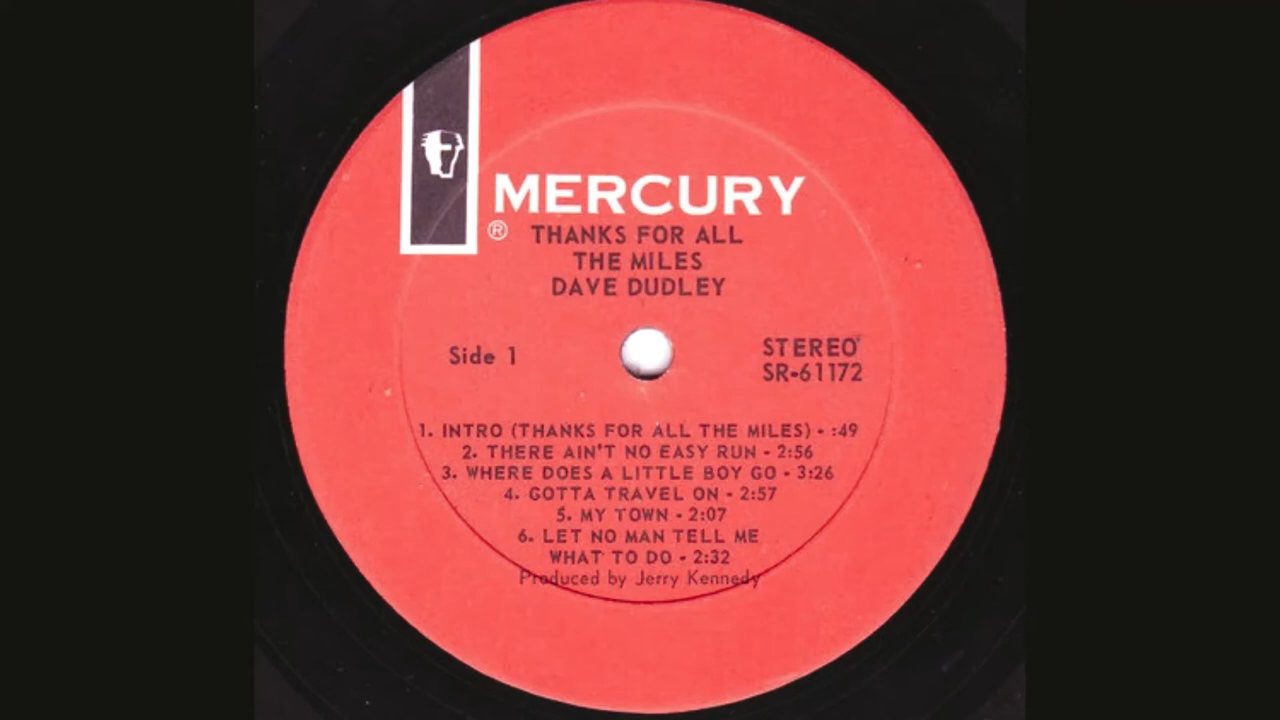 MERCURY
®
THANKS FOR ALL
THE MILES
DAVE DUDLEY
Side 1
STEREO
SR-61172
1. INTRO (THANKS FOR ALL THE MILES) - :49
2. THERE AIN'T NO EASY RUN - 2:56
3. WHERE DOES A LITTLE BOY GO - 3:26
4. GOTTA TRAVEL ON - 2:57
5. MY TOWN - 2:07
6. LET NO MAN TELL ME
WHAT TO DO - 2:32
Produced by Jerry Kennedy